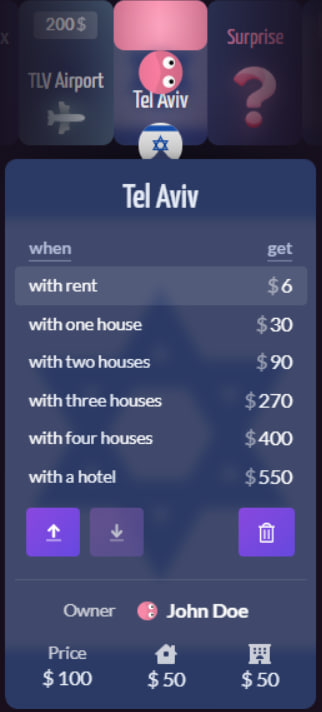 x
200 $
TLV Airport
Tel Aviv
Surprise
?
Tel Aviv
when get
with rent $ 6
with one house $ 30
with two houses $ 90
with three houses $ 270
with four houses $ 400
with a hotel $ 550
Owner John Doe
Price
$ 100 $ 50 $ 50